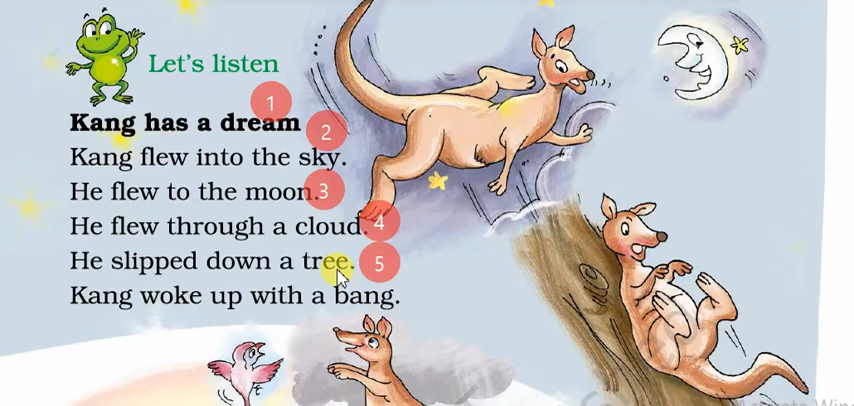 Let's listen
1
Kang has a dream
2
Kang flew into the sky.
He flew to the moon. 3
He flew through a cloud. 4
He slipped down a tree. 5
Kang woke up with a bang.